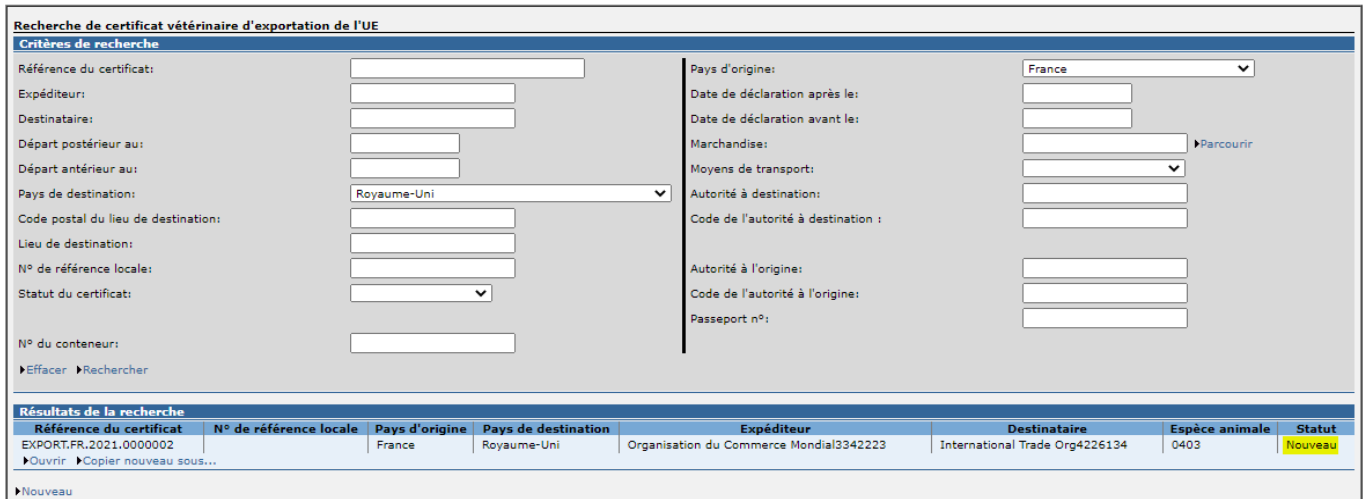 Recherche de certificat vétérinaire d'exportation de l'UE
Critères de recherche
Référence du certificat: Pays d'origine: France
Expéditeur: Date de déclaration après le:
Destinataire: Date de déclaration avant le:
Départ postérieur au: Marchandise: Parcourir
Départ antérieur au: Moyens de transport:
Pays de destination: Royaume-Uni Autorité à destination:
Code postal du lieu de destination: Code de l'autorité à destination :
Lieu de destination:
N° de référence locale: Autorité à l'origine:
Statut du certificat: Code de l'autorité à l'origine:
Passeport n°:
N° du conteneur:
Effacer Rechercher
Résultats de la recherche
Référence du certificat N° de référence locale Pays d'origine Pays de destination Expéditeur Destinataire Espèce animale Statut
EXPORT.FR.2021.0000002 France Royaume-Uni Organisation du Commerce Mondial3342223 International Trade Org4226134 0403 Nouveau
Ouvrir Copier nouveau sous...
Nouveau